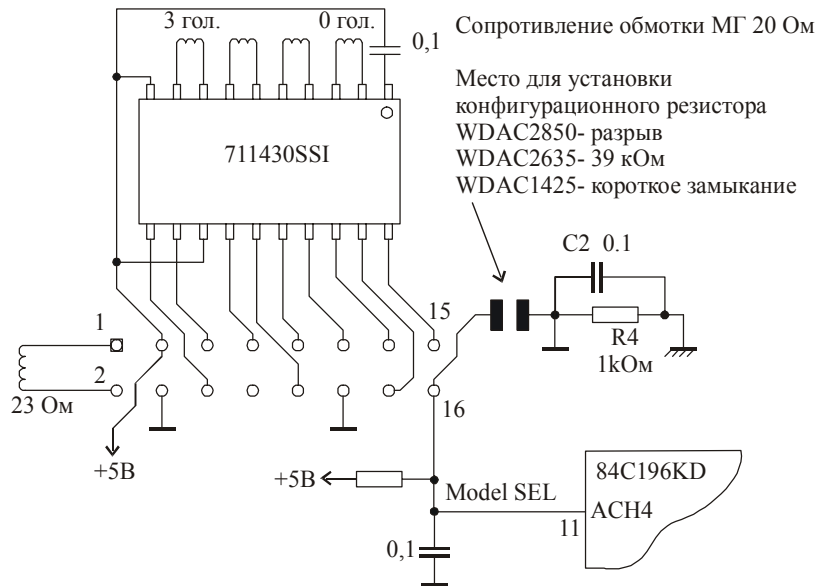 3 гол.
0 гол.
0,1
Сопротивление обмотки МГ 20 Ом
Место для установки
конфигурационного резистора
WDAC2850- разрыв
WDAC2635- 39 кОм
WDAC1425- короткое замыкание
711430SSI
C2 0.1
15
1
R4
1kОм
2
23 Ом
16
+5В
+5В
Model SEL
84C196KD
11
ACH4
0,1